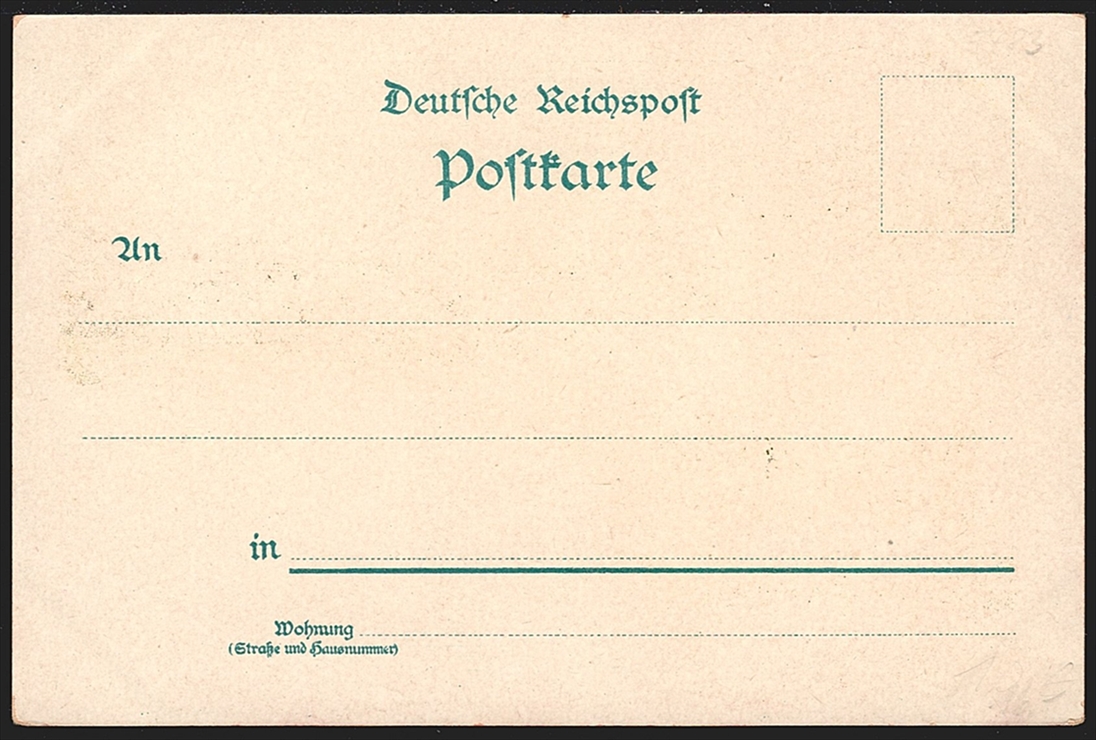 Deutſche Reichspoſt
Poſtkarte
An
in
Wohnung
(Straße und Hausnummer)